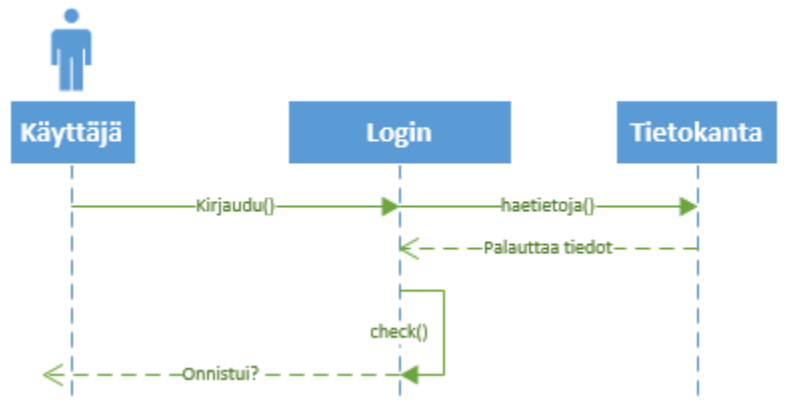 Käyttäjä
Login
Tietokanta
Kirjaudu()
haetietoja()
Palauttaa tiedot
check()
Onnistui?